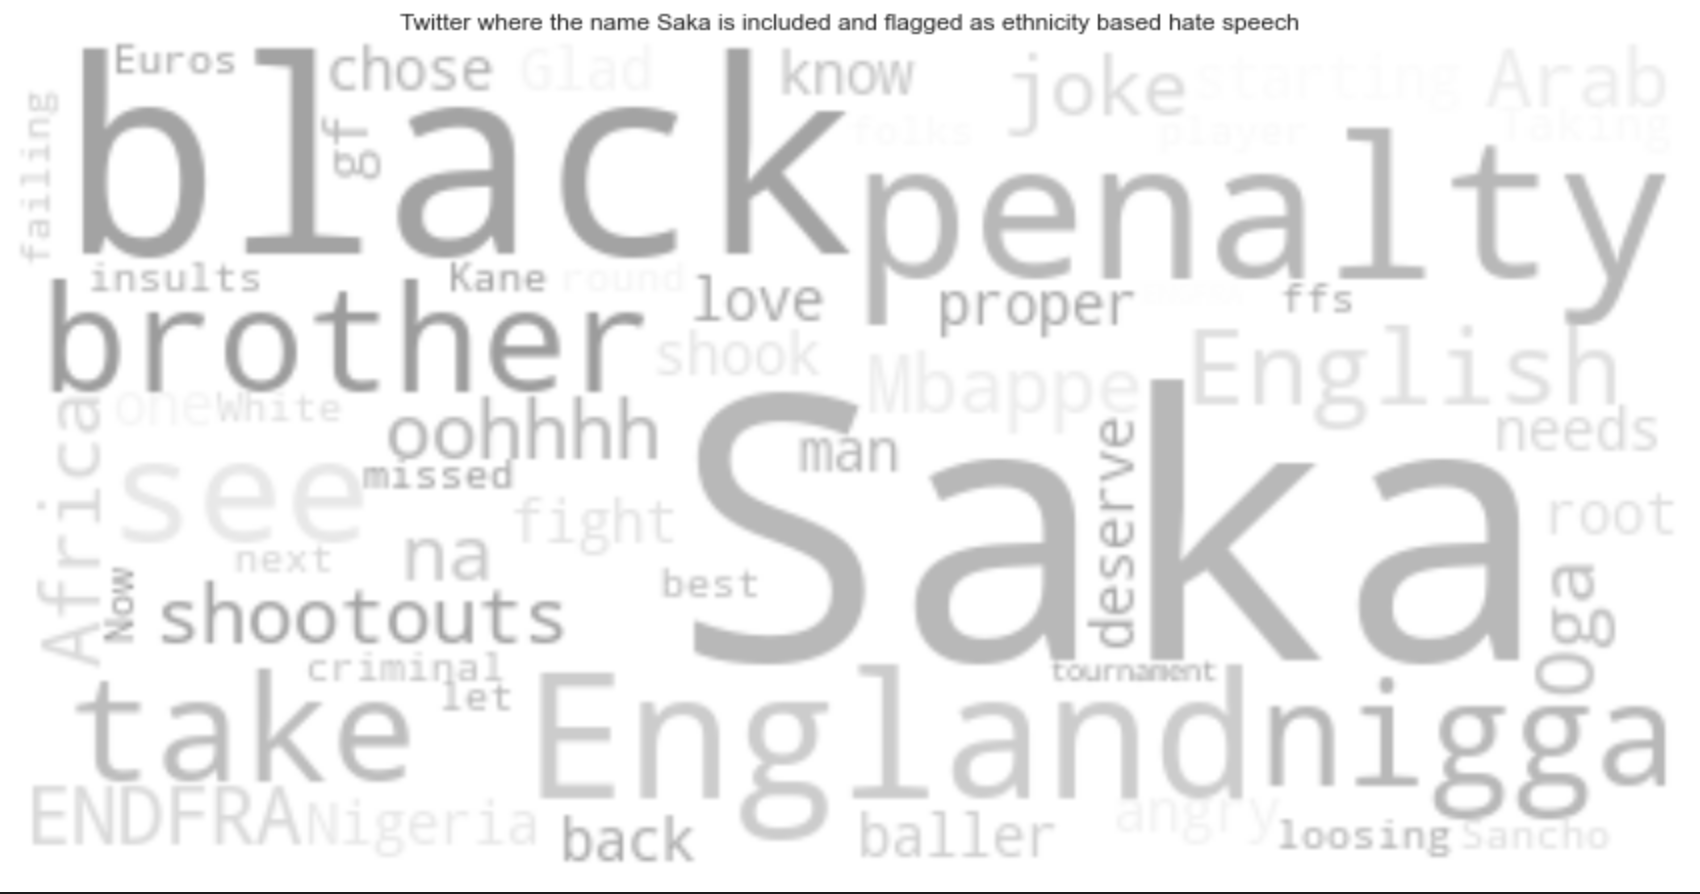 Twitter where the name Saka is included and flagged as ethnicity based hate speech
Euros
chose
Glad
know
joke
starting
Arab
black
failing
gf
folks
player
Taking
penalty
insults
Kane
round
love
proper
ffs
brother
shook
Mbappe
English
one
White
oohhhh
man
needs
Africa
see
missed
Saka
deserve
fight
root
next
na
best
Now
shootouts
oga
criminal
let
tournament
take
England
nigga
ENDFRA
Nigeria
back
baller
angry
loosing
Sancho